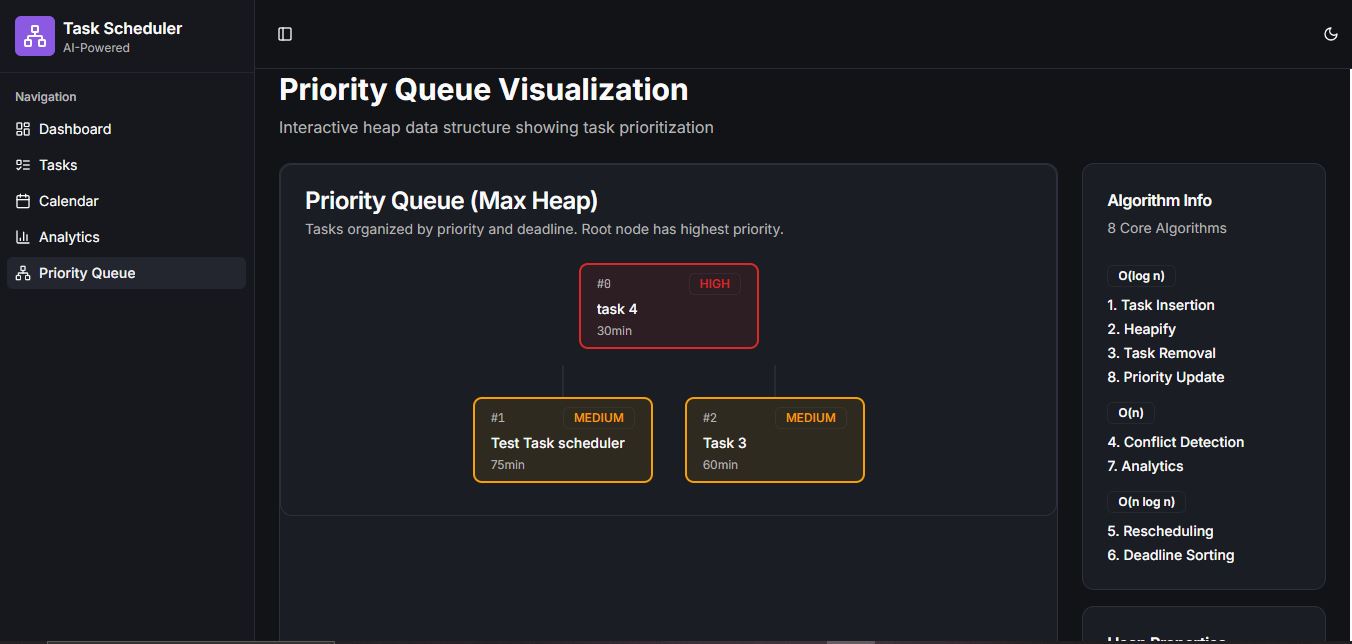 Task Scheduler
AI-Powered
Navigation
Dashboard
Tasks
Calendar
Analytics
Priority Queue
Priority Queue Visualization
Interactive heap data structure showing task prioritization
Priority Queue (Max Heap)
Tasks organized by priority and deadline. Root node has highest priority.
#0 HIGH
task 4
30min
#1 MEDIUM
Test Task scheduler
75min
#2 MEDIUM
Task 3
60min
Algorithm Info
8 Core Algorithms
O(log n)
1. Task Insertion
2. Heapify
3. Task Removal
8. Priority Update
O(n)
4. Conflict Detection
7. Analytics
O(n log n)
5. Rescheduling
6. Deadline Sorting
Heap Properties